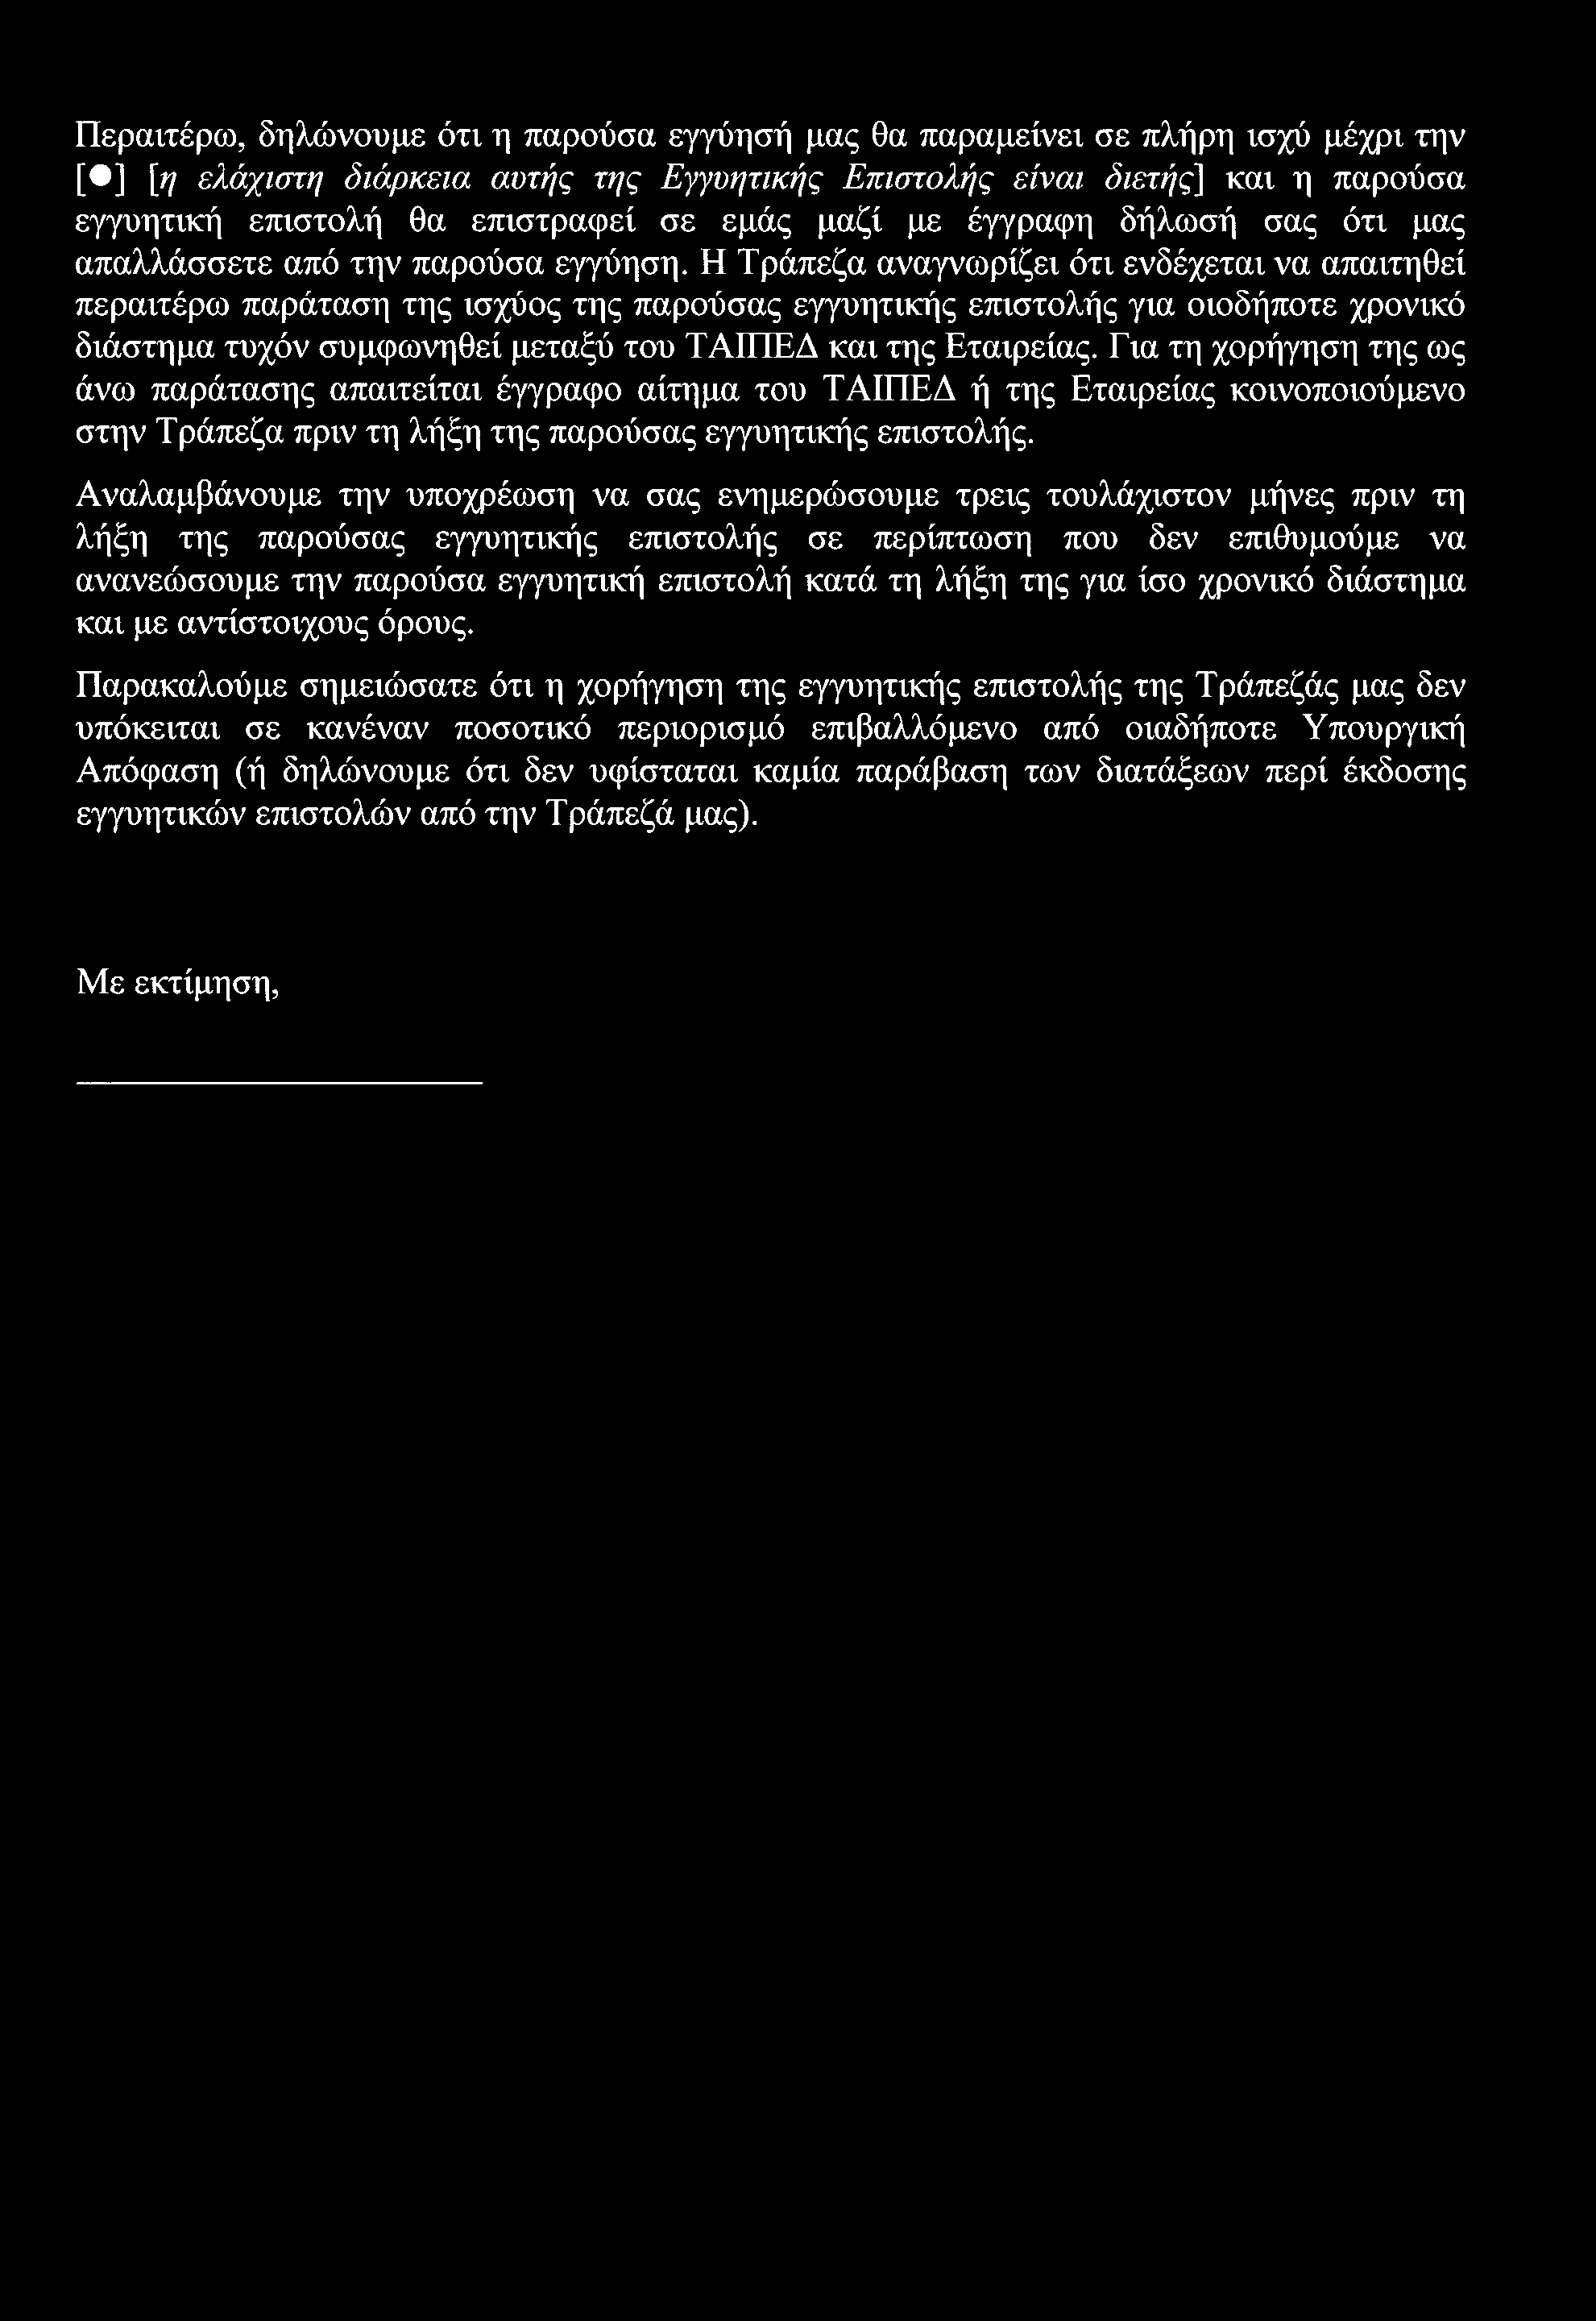 Περαιτέρω, δηλώνουμε ότι η παρούσα εγγύησή μας θα παραμείνει σε πλήρη ισχύ μέχρι την
[•] [η ελάχιστη διάρκεια αυτής της Εγγυητικής Επιστολής είναι διετής] και η παρούσα
εγγυητική επιστολή θα επιστραφεί σε εμάς μαζί με έγγραφη δήλωσή σας ότι μας
απαλλάσσετε από την παρούσα εγγύηση. Η Τράπεζα αναγνωρίζει ότι ενδέχεται να απαιτηθεί
περαιτέρω παράταση της ισχύος της παρούσας εγγυητικής επιστολής για οιοδήποτε χρονικό
διάστημα τυχόν συμφωνηθεί μεταξύ του ΤΑΙΠΕΔ και της Εταιρείας. Για τη χορήγηση της ως
άνω παράτασης απαιτείται έγγραφο αίτημα του ΤΑΙΠΕΔ ή της Εταιρείας κοινοποιούμενο
στην Τράπεζα πριν τη λήξη της παρούσας εγγυητικής επιστολής.
Αναλαμβάνουμε την υποχρέωση να σας ενημερώσουμε τρεις τουλάχιστον μήνες πριν τη
λήξη της παρούσας εγγυητικής επιστολής σε περίπτωση που δεν επιθυμούμε να
ανανεώσουμε την παρούσα εγγυητική επιστολή κατά τη λήξη της για ίσο χρονικό διάστημα
και με αντίστοιχους όρους.
Παρακαλούμε σημειώσατε ότι η χορήγηση της εγγυητικής επιστολής της Τράπεζάς μας δεν
υπόκειται σε κανέναν ποσοτικό περιορισμό επιβαλλόμενο από οιαδήποτε Υπουργική
Απόφαση (ή δηλώνουμε ότι δεν υφίσταται καμία παράβαση των διατάξεων περί έκδοσης
εγγυητικών επιστολών από την Τράπεζά μας).
Με εκτίμηση,